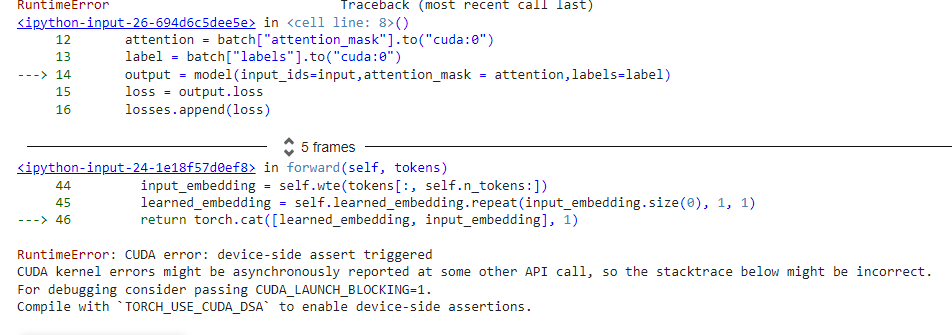 RuntimeError Traceback (most recent call last)
<ipython-input-26-694d6c5dee5e> in <cell line: 8>()
12 attention = batch["attention_mask"].to("cuda:0")
13 label = batch["labels"].to("cuda:0")
---> 14 output = model(input_ids=input,attention_mask = attention,labels=label)
15 loss = output.loss
16 losses.append(loss)
5 frames
<ipython-input-24-1e18f57d0ef8> in forward(self, tokens)
44 input_embedding = self.wte(tokens[:, self.n_tokens:])
45 learned_embedding = self.learned_embedding.repeat(input_embedding.size(0), 1, 1)
---> 46 return torch.cat([learned_embedding, input_embedding], 1)
RuntimeError: CUDA error: device-side assert triggered
CUDA kernel errors might be asynchronously reported at some other API call, so the stacktrace below might be incorrect.
For debugging consider passing CUDA_LAUNCH_BLOCKING=1.
Compile with `TORCH_USE_CUDA_DSA` to enable device-side assertions.